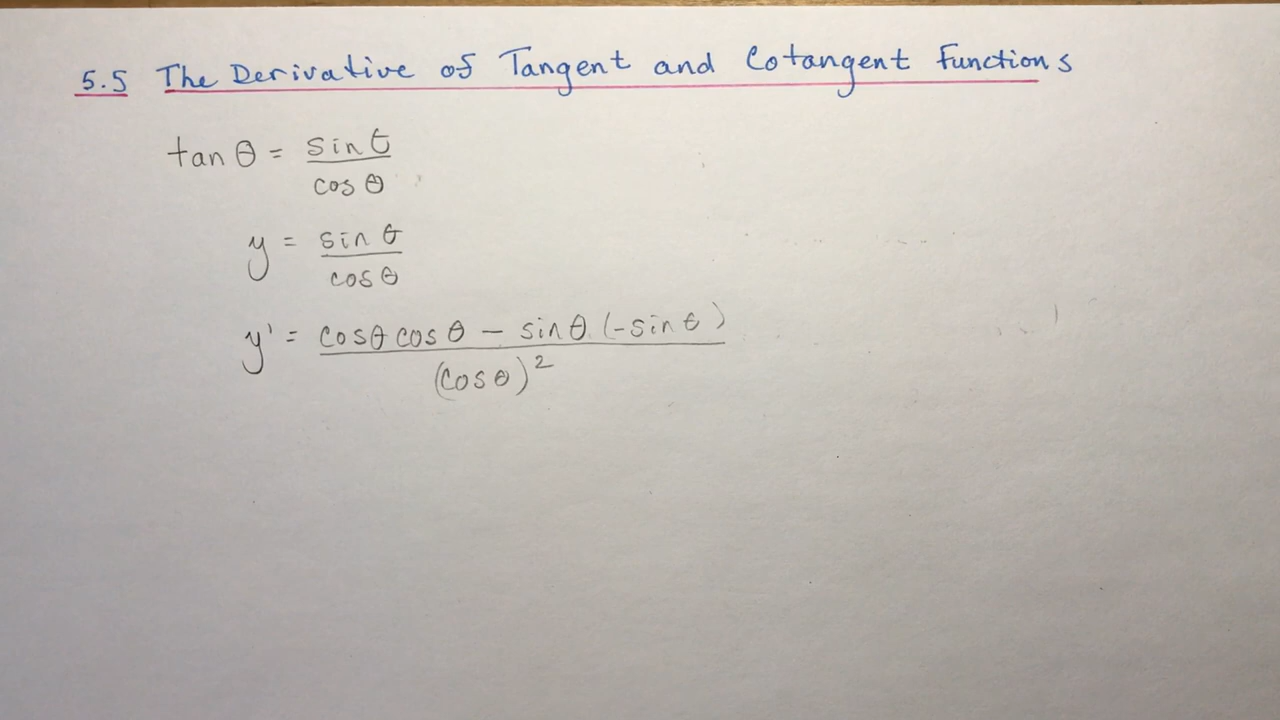 5.5 The Derivative of Tangent and Cotangent Functions
tan θ = sin θ / cos θ
y = sin θ / cos θ
y' = cosθ cos θ − sin θ (-sin θ) / (cos θ)²